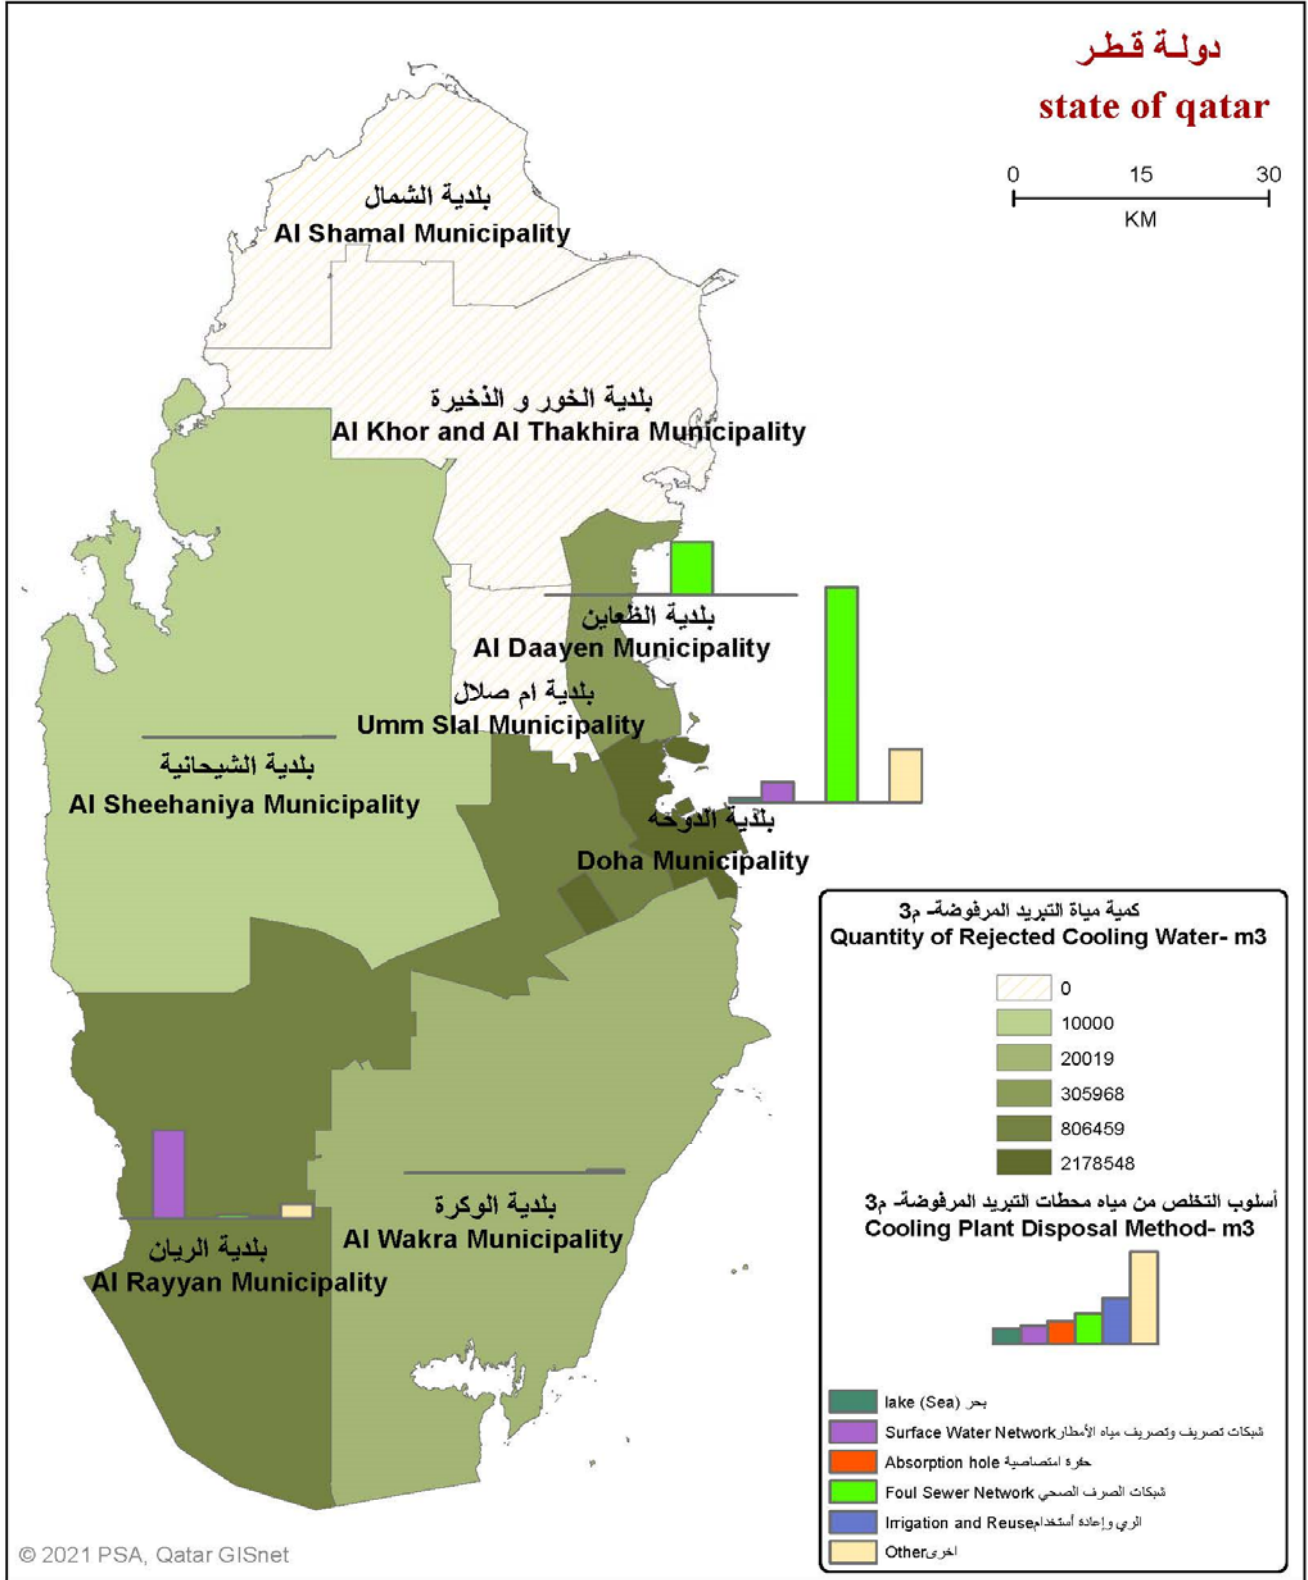 دولـة قـطـر
state of qatar
0 15 30
KM
بلدية الشمال
Al Shamal Municipality
بلدية الخور و الذخيرة
Al Khor and Al Thakhira Municipality
بلدية الظعاين
Al Daayen Municipality
بلدية ام صلال
Umm Slal Municipality
بلدية الشيحانية
Al Sheehaniya Municipality
بلدية الدوحه
Doha Municipality
بلدية الوكرة
Al Wakra Municipality
بلدية الريان
Al Rayyan Municipality
كمية مياة التبريد المرفوضة- م3
Quantity of Rejected Cooling Water- m3
0
10000
20019
305968
806459
2178548
أسلوب التخلص من مياه محطات التبريد المرفوضة- م3
Cooling Plant Disposal Method- m3
lake (Sea) بحر
Surface Water Network شبكات تصريف وتصريف مياه الأمطار
Absorption hole حفرة امتصاصية
Foul Sewer Network شبكات الصرف الصحي
Irrigation and Reuse الري وإعادة أستخدام
Other اخرى
© 2021 PSA, Qatar GISnet